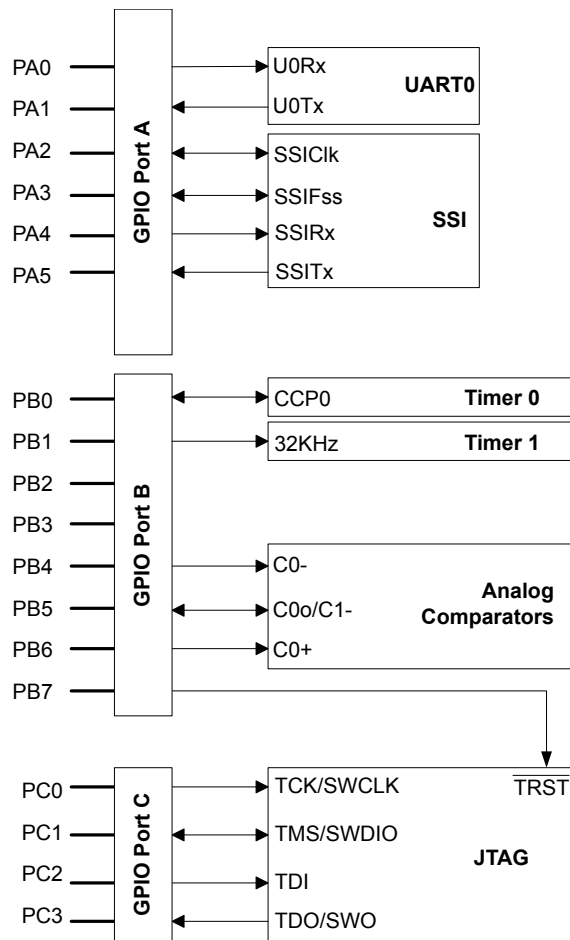 PA0
PA1
PA2
PA3
PA4
PA5
GPIO Port A
U0Rx
U0Tx
UART0
SSIClk
SSIFss
SSIRx
SSITx
SSI
PB0
PB1
PB2
PB3
PB4
PB5
PB6
PB7
GPIO Port B
CCP0 Timer 0
32KHz Timer 1
C0-
C0o/C1-
C0+
Analog
Comparators
PC0
PC1
PC2
PC3
GPIO Port C
TCK/SWCLK
TMS/SWDIO
TDI
TDO/SWO
TRST
JTAG